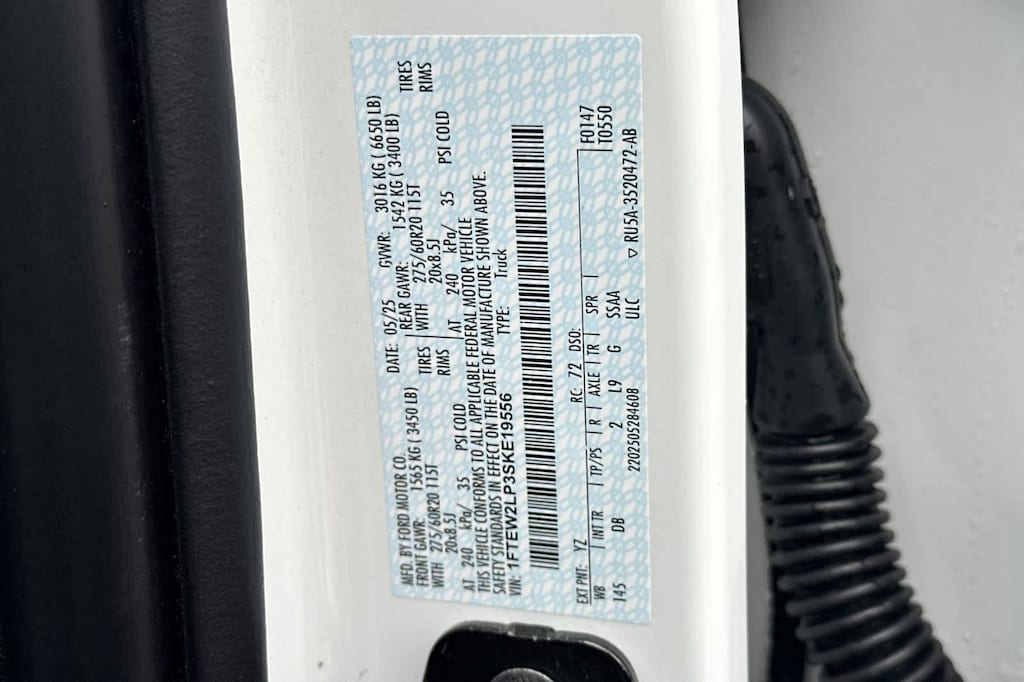 MFD. BY FORD MOTOR CO.
DATE: 05/25 GVWR: 3016 KG ( 6650 LB)
FRONT GAWR: 1565 KG ( 3450 LB) REAR GAWR: 1542 KG ( 3400 LB)
WITH 275/60R20 115T TIRES WITH 275/60R20 115T TIRES
20x8.5J RIMS 20x8.5J RIMS
AT 240 kPa/ 35 PSI COLD AT 240 kPa/ 35 PSI COLD
THIS VEHICLE CONFORMS TO ALL APPLICABLE FEDERAL MOTOR VEHICLE
SAFETY STANDARDS IN EFFECT ON THE DATE OF MANUFACTURE SHOWN ABOVE.
VIN: 1FTEW2LP3SKE19556 TYPE: Truck
EXT PNT: YZ RC: 72 DSO: F0147
WB INT TR TP/PS R AXLE TR SPR T0550
145 DB 2 L9 G SSAA
ULC
2202505284608 ▽ RU5A-3520472-AB